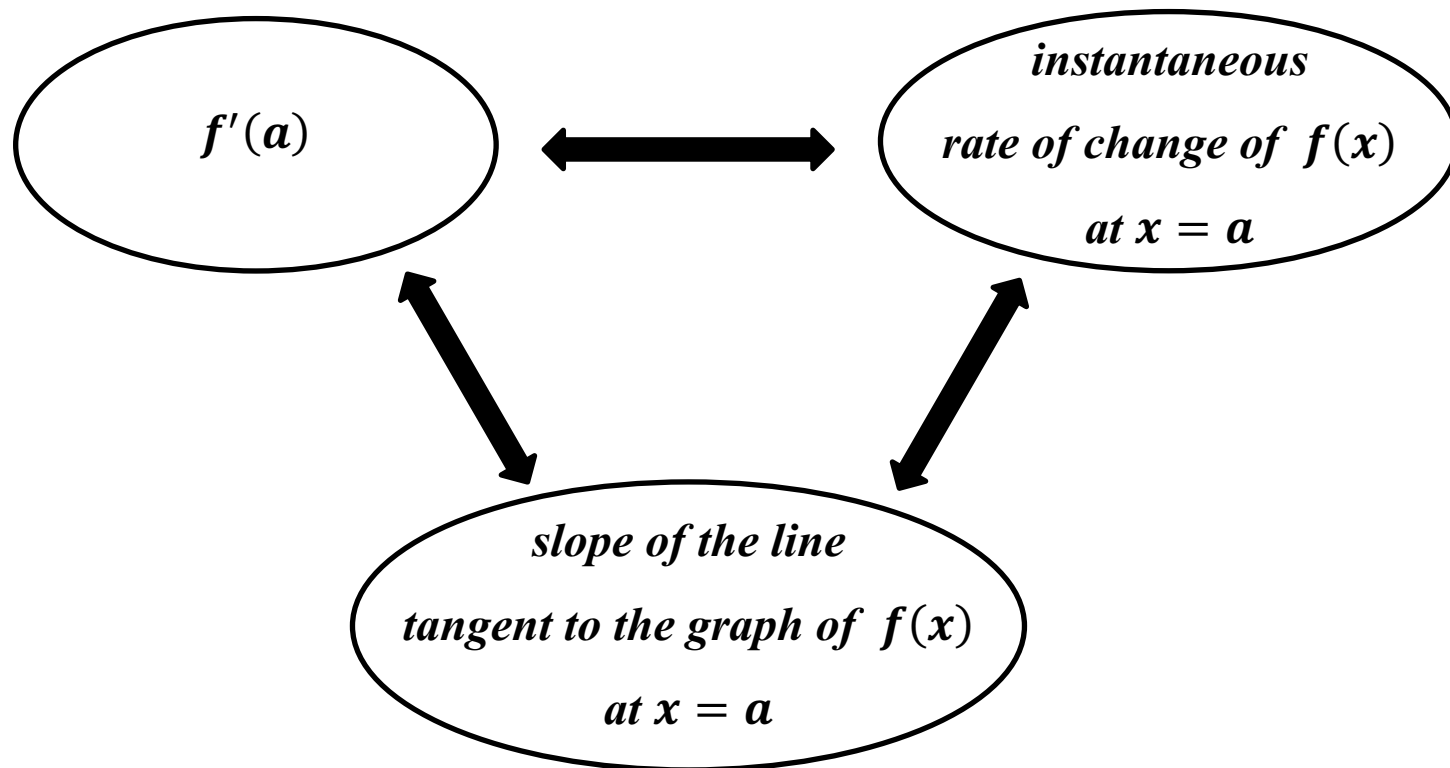 f'(a)
instantaneous
rate of change of f(x)
at x = a
slope of the line
tangent to the graph of f(x)
at x = a